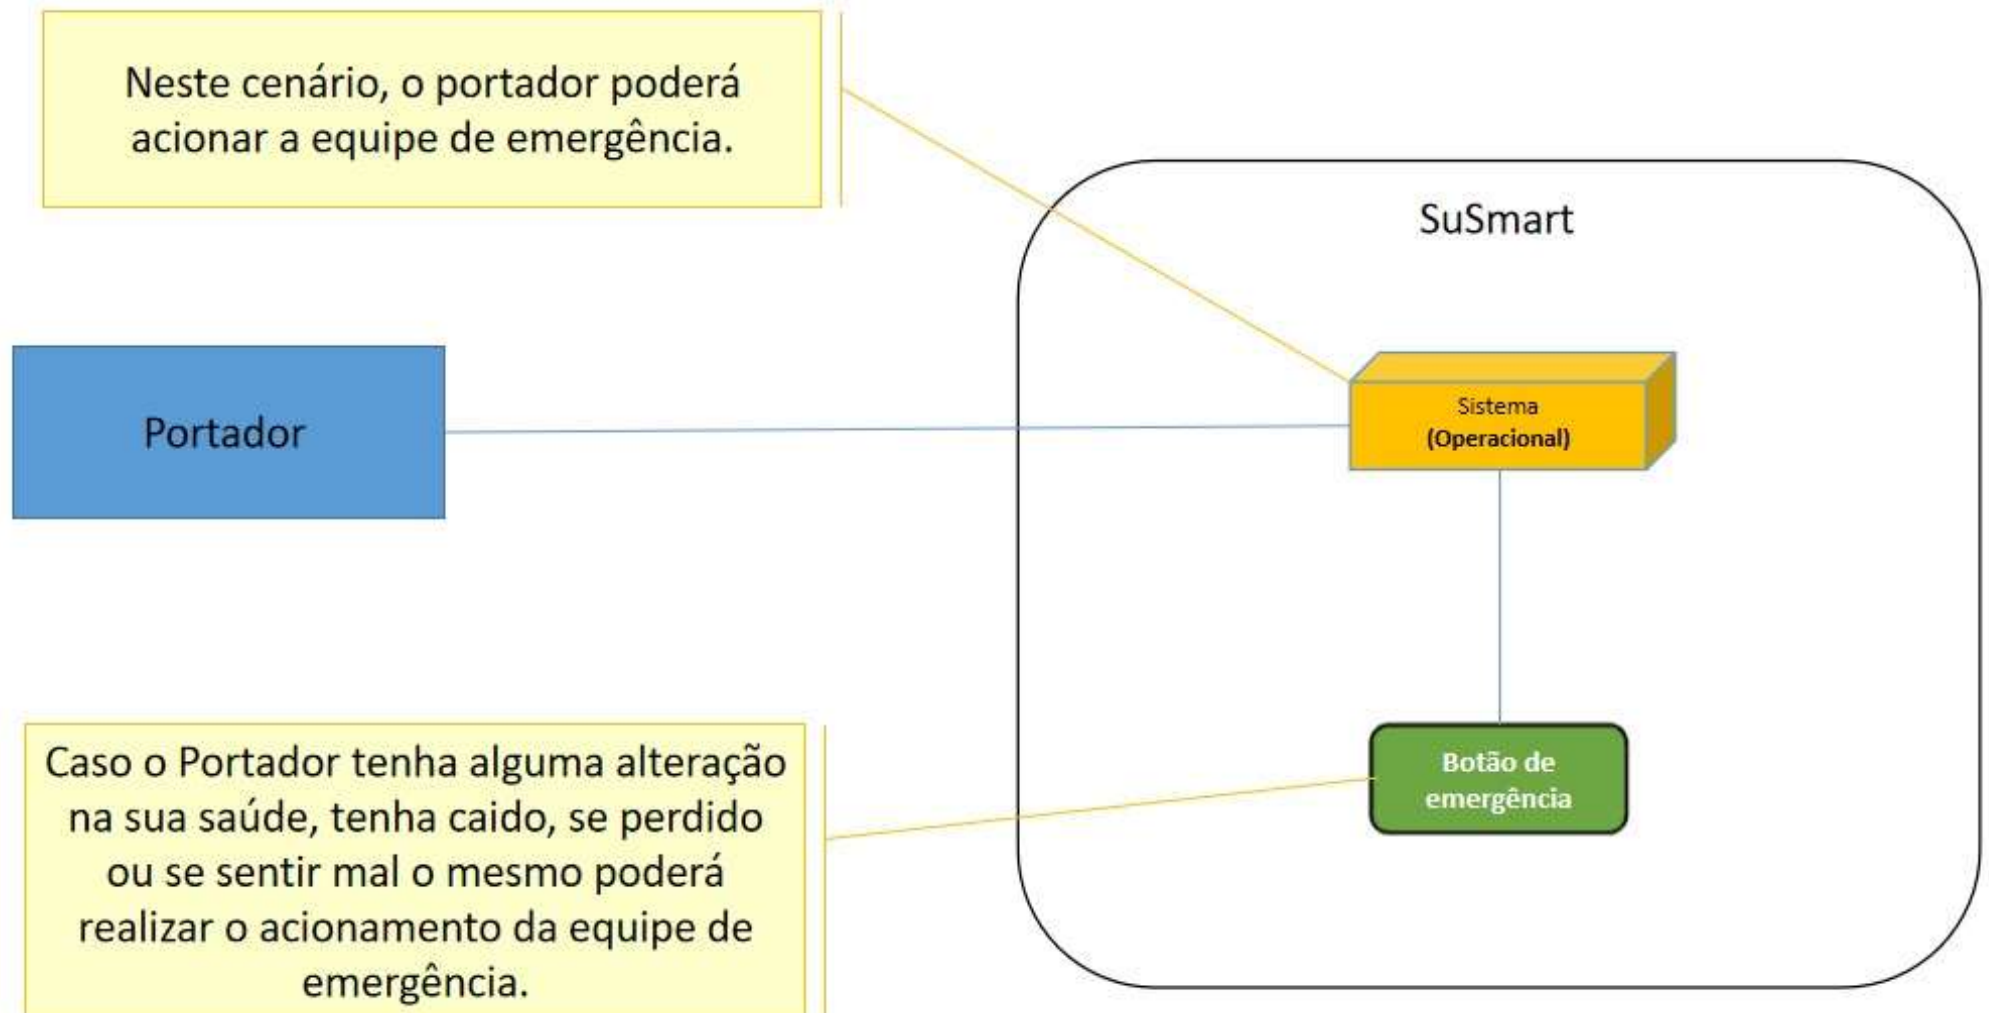 Neste cenário, o portador poderá
acionar a equipe de emergência.
SuSmart
Portador
Sistema
(Operacional)
Botão de
emergência
Caso o Portador tenha alguma alteração
na sua saúde, tenha caido, se perdido
ou se sentir mal o mesmo poderá
realizar o acionamento da equipe de
emergência.